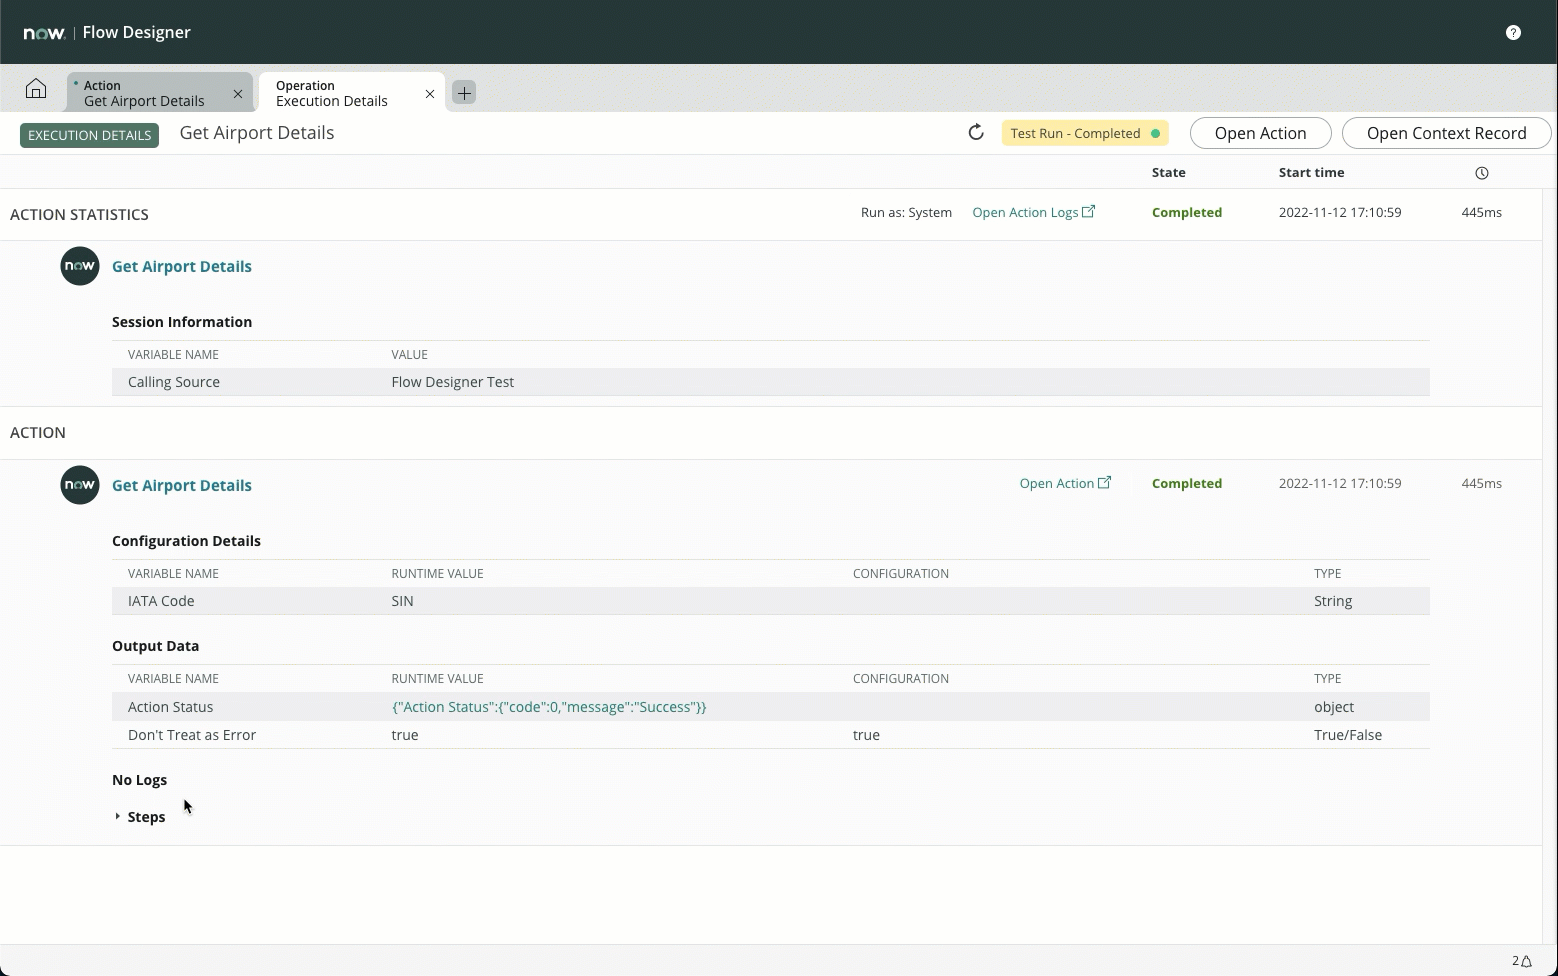 now. | Flow Designer
?
Action
Get Airport Details
Operation
Execution Details
EXECUTION DETAILS Get Airport Details Test Run - Completed Open Action Open Context Record
State Start time
ACTION STATISTICS Run as: System Open Action Logs Completed 2022-11-12 17:10:59 445ms
now Get Airport Details
Session Information
VARIABLE NAME VALUE
Calling Source Flow Designer Test
ACTION
now Get Airport Details Open Action Completed 2022-11-12 17:10:59 445ms
Configuration Details
VARIABLE NAME RUNTIME VALUE CONFIGURATION TYPE
IATA Code SIN String
Output Data
VARIABLE NAME RUNTIME VALUE CONFIGURATION TYPE
Action Status {"Action Status":{"code":0,"message":"Success"}} object
Don't Treat as Error true true True/False
No Logs
Steps
2